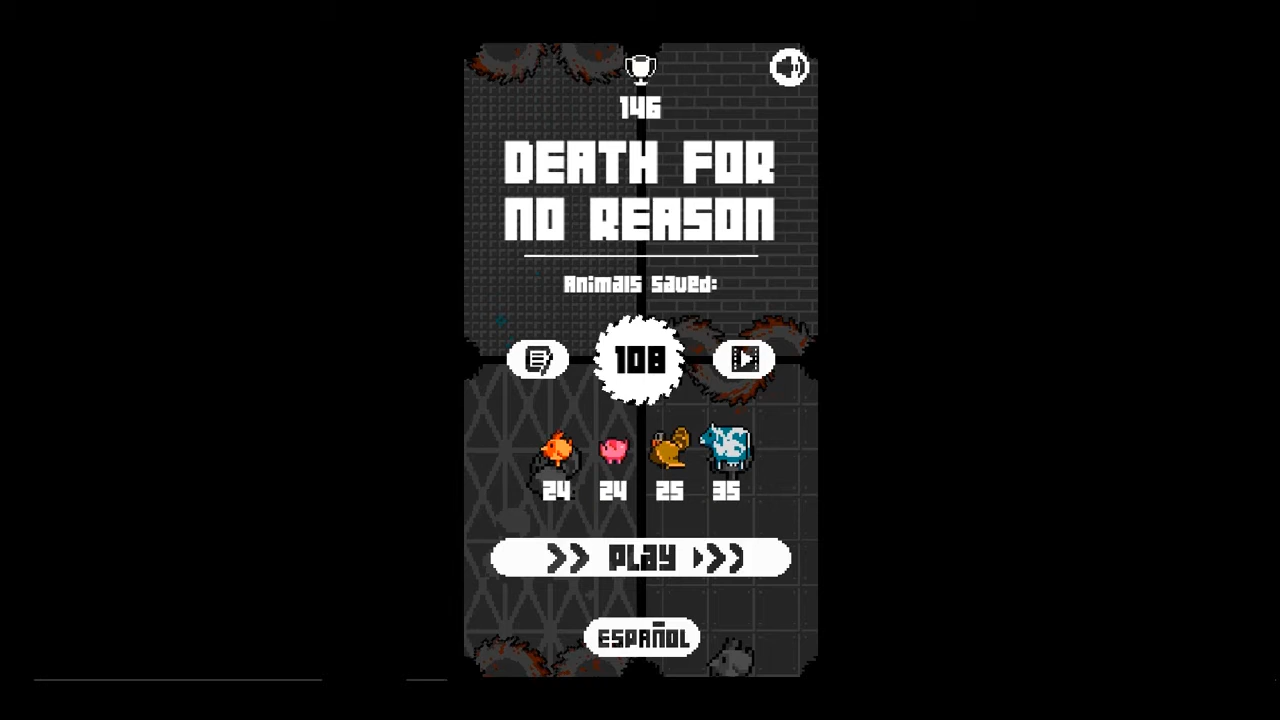 146
DEATH FOR
NO REASON
Animals Saved:
108
24 24 25 35
PLAY
ESPAÑOL